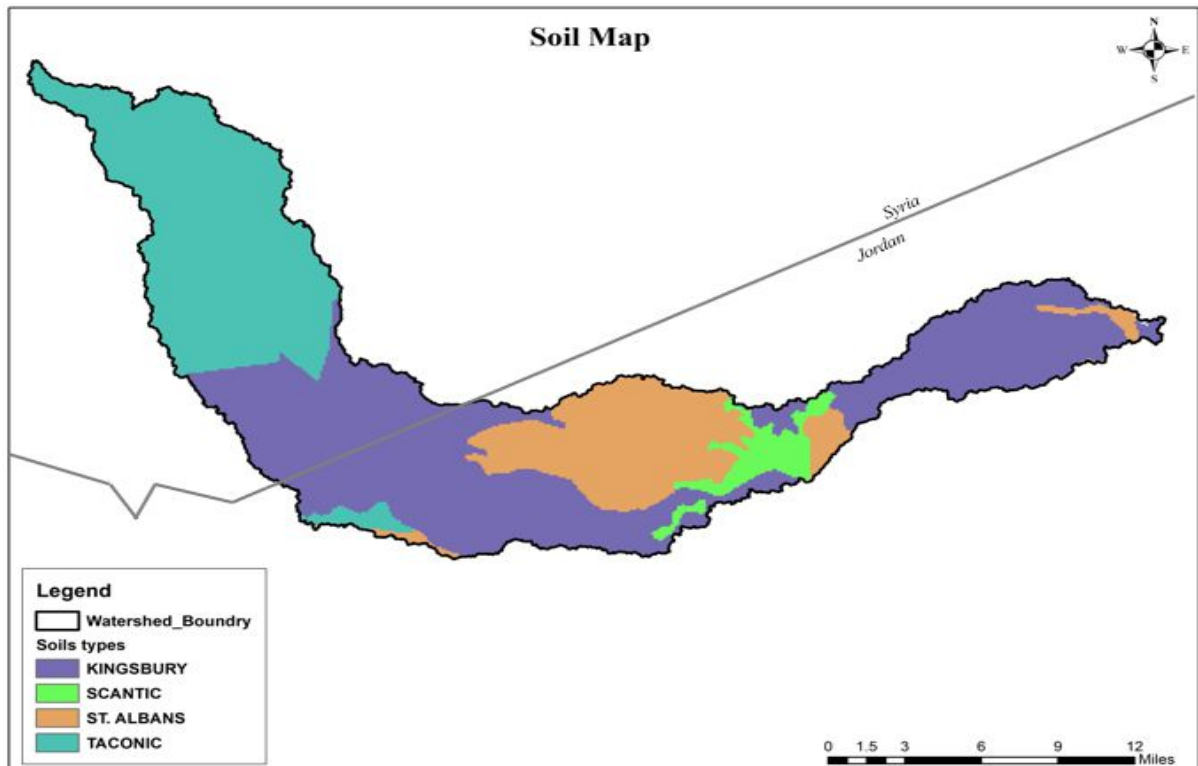 Soil Map
N
W E
S
Syria
Jordan
Legend
Watershed_Boundry
Soils types
KINGSBURY
SCANTIC
ST. ALBANS
TACONIC
0 1.5 3 6 9 12
Miles